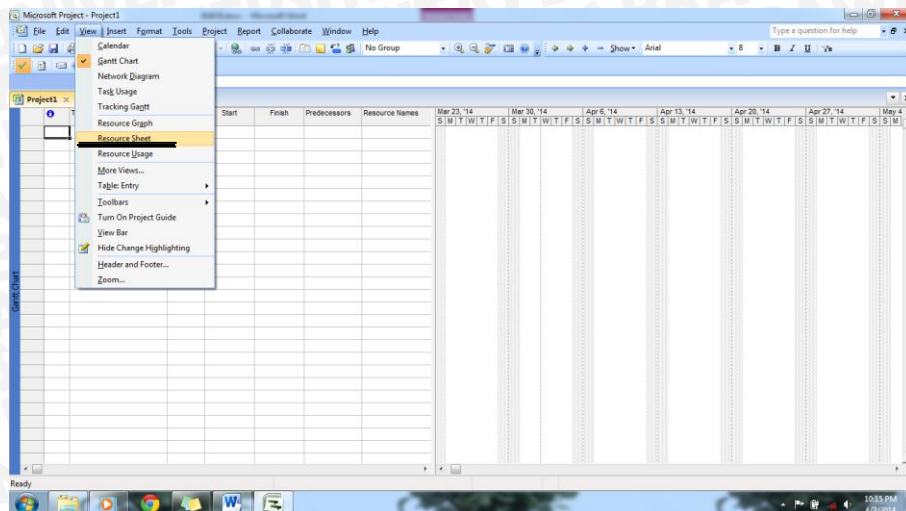 Microsoft Project - Project1
File Edit View Insert Format Tools Project Report Collaborate Window Help
Type a question for help
No Group
Show
Arial
8
B I U
Project1
Start Finish Predecessors Resource Names
Mar 23, '14 Mar 30, '14 Apr 6, '14 Apr 13, '14 Apr 20, '14 Apr 27, '14 May 4
S M T W T F S S M T W T F S S M T W T F S S M T W T F S S M T W T F S S M T W T F S S M
Calendar
Gantt Chart
Network Diagram
Task Usage
Tracking Gantt
Resource Graph
Resource Sheet
Resource Usage
More Views...
Table: Entry
Toolbars
Turn On Project Guide
View Bar
Hide Change Highlighting
Header and Footer...
Zoom...
Gantt Chart
Ready
10:15 PM
4/2/2014